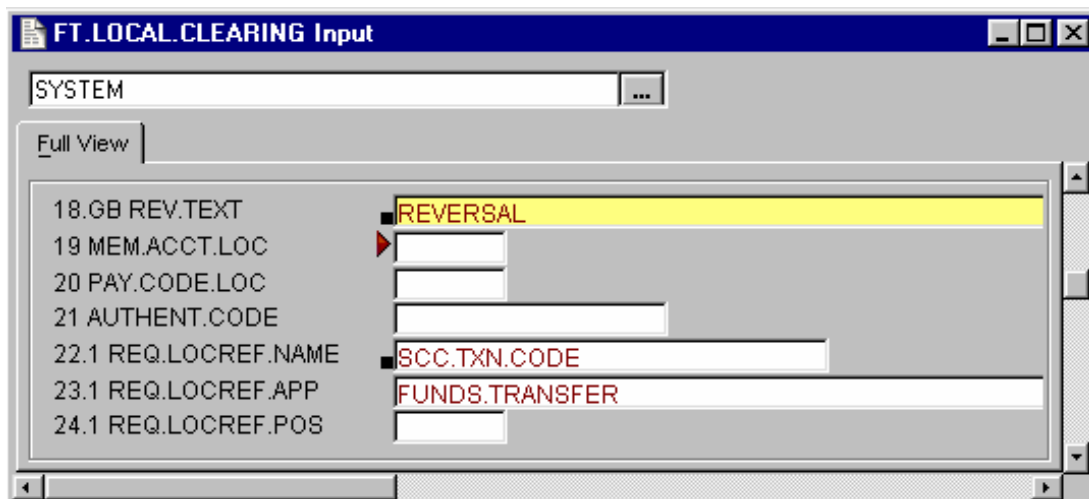 FT.LOCAL.CLEARING Input
SYSTEM ...
Full View
18.GB REV.TEXT REVERSAL
19 MEM.ACCT.LOC
20 PAY.CODE.LOC
21 AUTHENT.CODE
22.1 REQ.LOCREF.NAME SCC.TXN.CODE
23.1 REQ.LOCREF.APP FUNDS.TRANSFER
24.1 REQ.LOCREF.POS